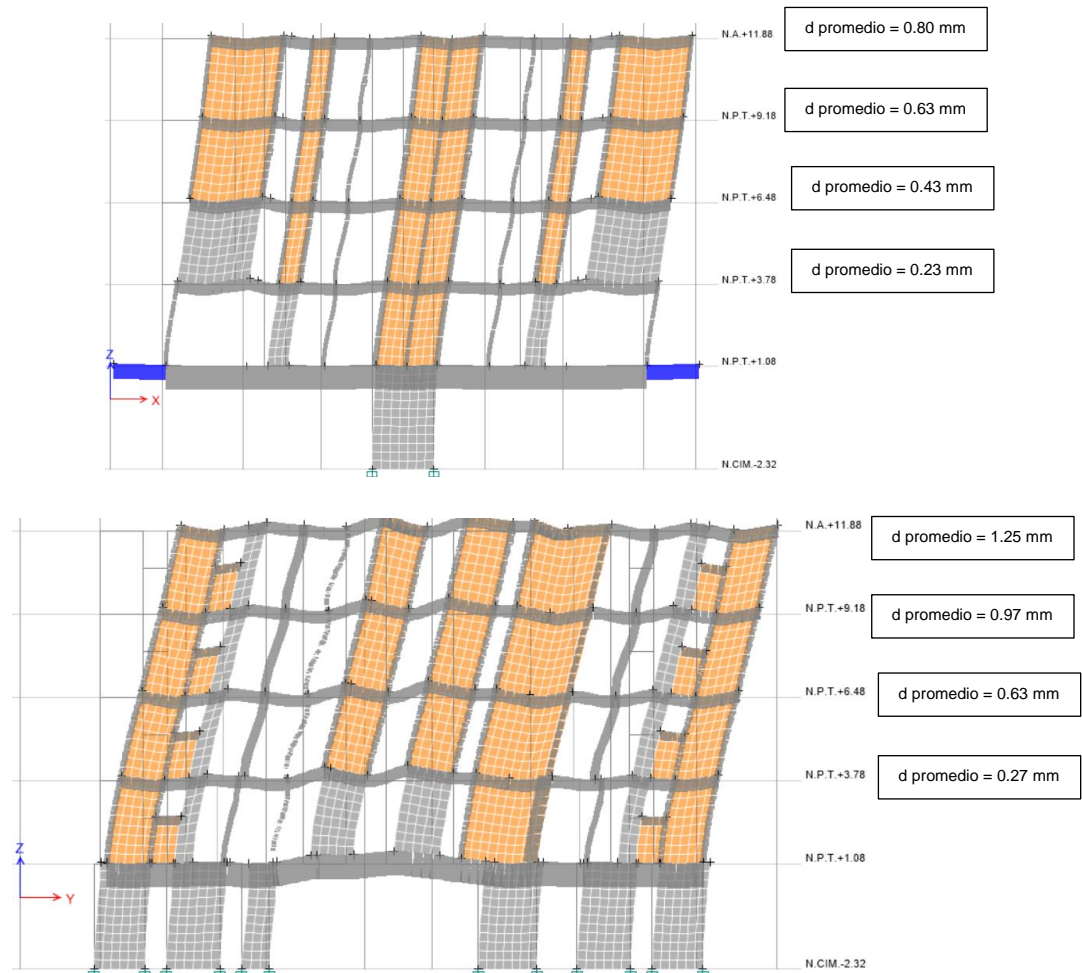 N.A.+11.88
d promedio = 0.80 mm
N.P.T.+9.18
d promedio = 0.63 mm
N.P.T.+6.48
d promedio = 0.43 mm
N.P.T.+3.78
d promedio = 0.23 mm
Z
N.P.T.+1.08
X
N.CIM.-2.32
N.A.+11.88
d promedio = 1.25 mm
N.P.T.+9.18
d promedio = 0.97 mm
N.P.T.+6.48
d promedio = 0.63 mm
N.P.T.+3.78
d promedio = 0.27 mm
Z
N.P.T.+1.08
Y
N.CIM.-2.32